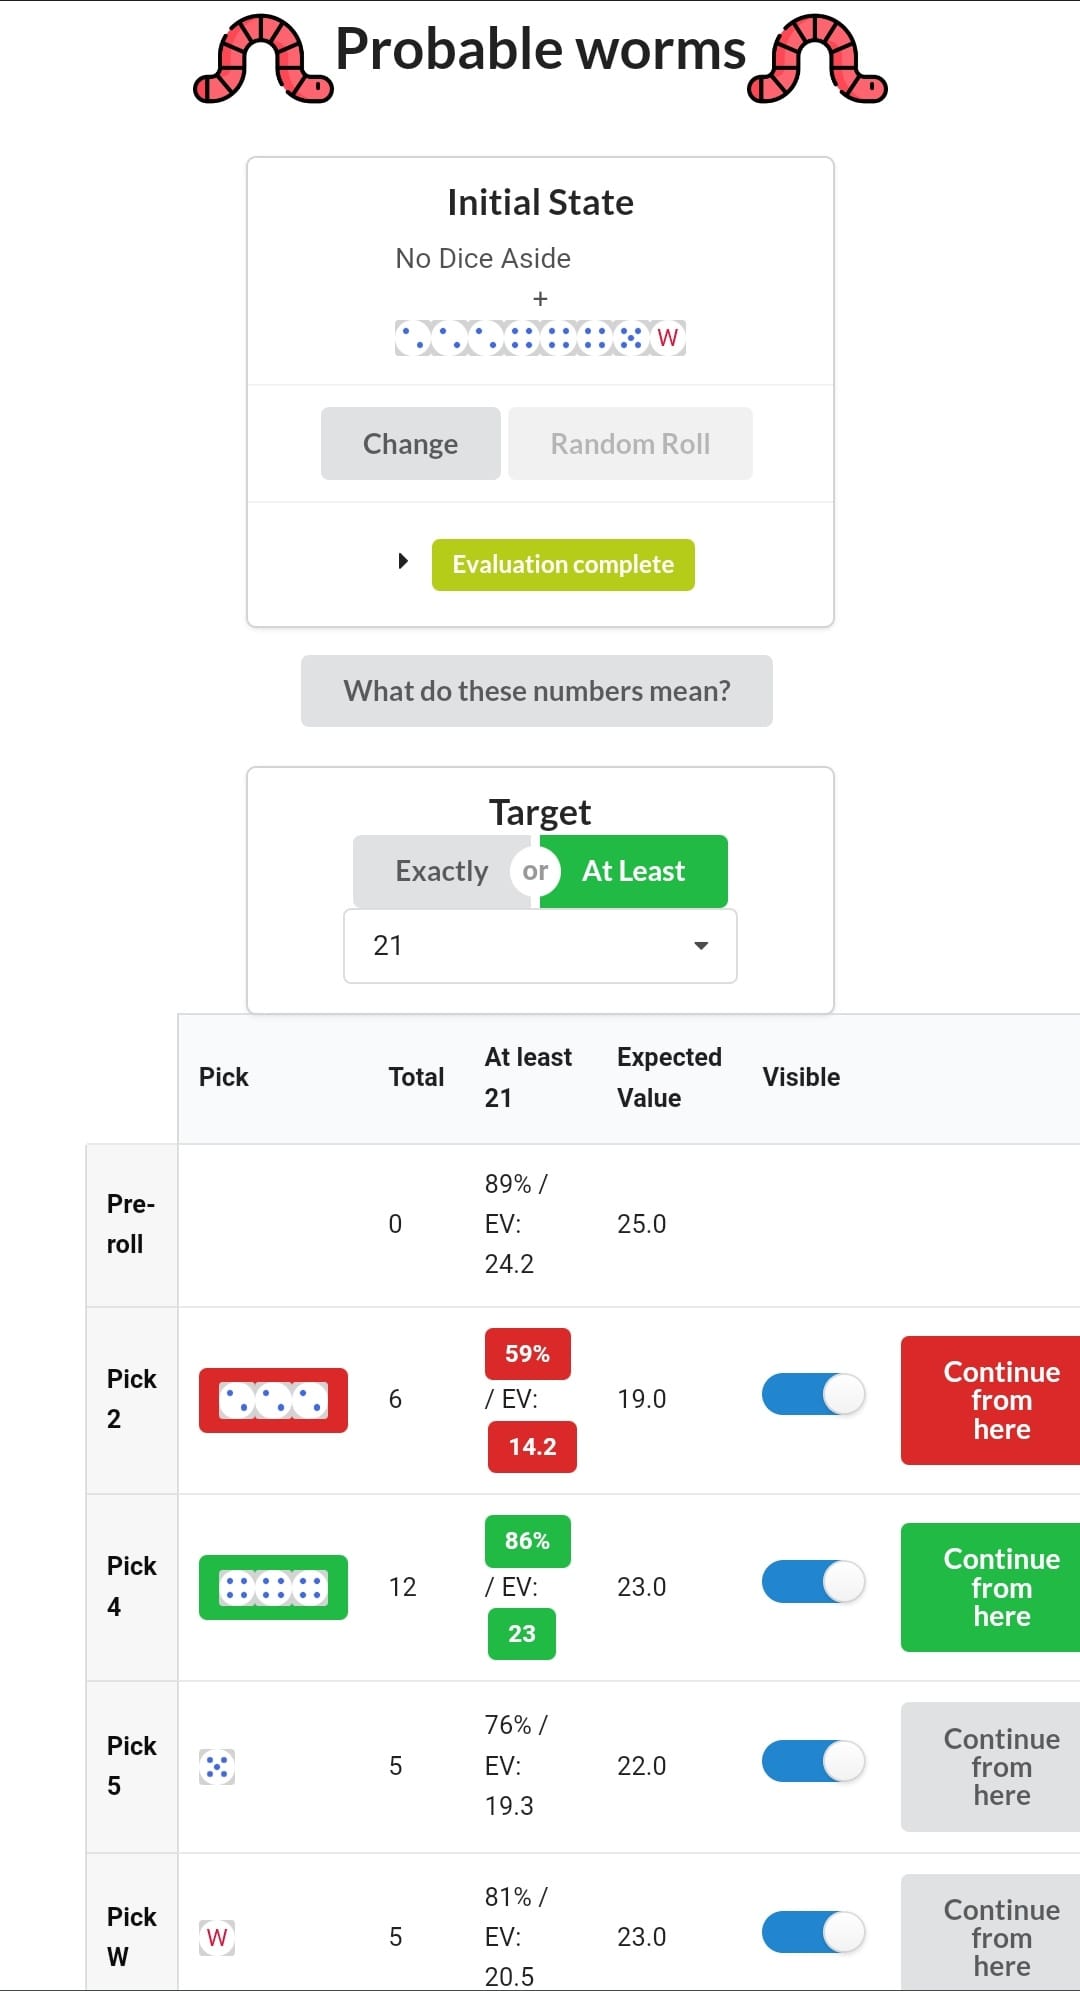 Probable worms
Initial State
No Dice Aside
+
W
Change
Random Roll
Evaluation complete
What do these numbers mean?
Target
Exactly or At Least
21
Pick Total At least 21 Expected Value Visible
Pre-
roll
0
89% /
EV:
24.2
25.0
Pick
2
6
59%
/ EV:
14.2
19.0
Continue
from
here
Pick
4
12
86%
/ EV:
23
23.0
Continue
from
here
Pick
5
5
76% /
EV:
19.3
22.0
Continue
from
here
Pick
W
W
5
81% /
EV:
20.5
23.0
Continue
from
here